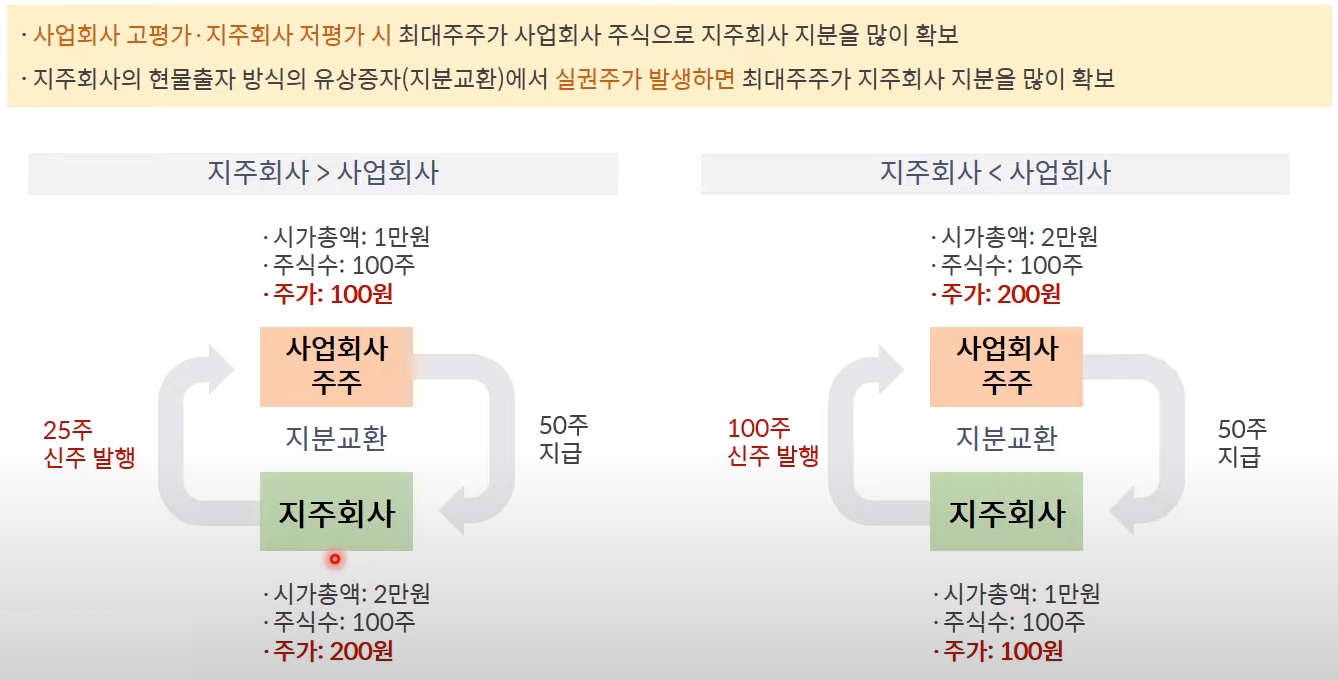 · 사업회사 고평가·지주회사 저평가 시 최대주주가 사업회사 주식으로 지주회사 지분을 많이 확보
· 지주회사의 현물출자 방식의 유상증자(지분교환)에서 실권주가 발생하면 최대주주가 지주회사 지분을 많이 확보
지주회사 > 사업회사
· 시가총액: 1만원
· 주식수: 100주
· 주가: 100원
사업회사
주주
25주
신주 발행
지분교환
50주
지급
지주회사
· 시가총액: 2만원
· 주식수: 100주
· 주가: 200원
지주회사 < 사업회사
· 시가총액: 2만원
· 주식수: 100주
· 주가: 200원
사업회사
주주
100주
신주 발행
지분교환
50주
지급
지주회사
· 시가총액: 1만원
· 주식수: 100주
· 주가: 100원